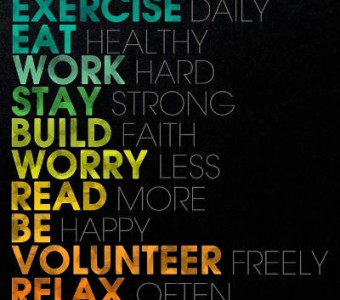 EXERCISE DAILY
EAT HEALTHY
WORK HARD
STAY STRONG
BUILD FAITH
WORRY LESS
READ MORE
BE HAPPY
VOLUNTEER FREELY
RELAX OFTEN